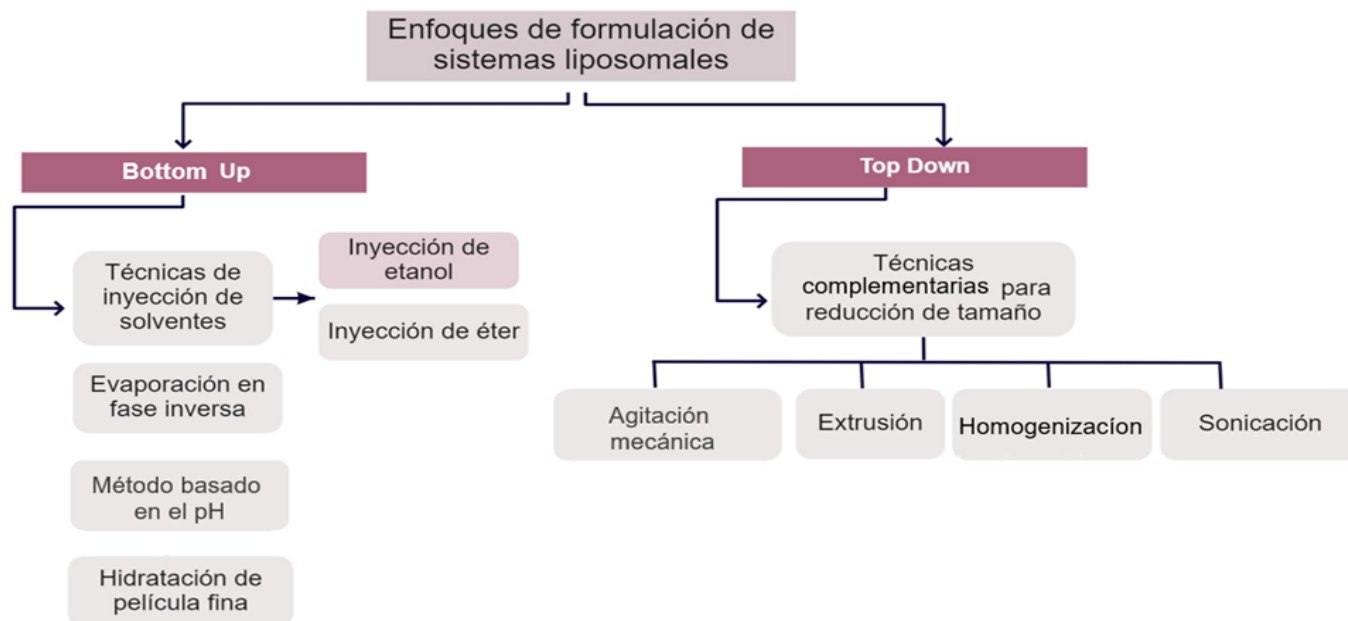 Enfoques de formulación de
sistemas liposomales
Bottom Up
Top Down
Técnicas de
inyección de
solventes
Inyección de
etanol
Inyección de éter
Evaporación en
fase inversa
Método basado
en el pH
Hidratación de
película fina
Técnicas
complementarias para
reducción de tamaño
Agitación
mecánica
Extrusión
Homogenizacíon
Sonicación